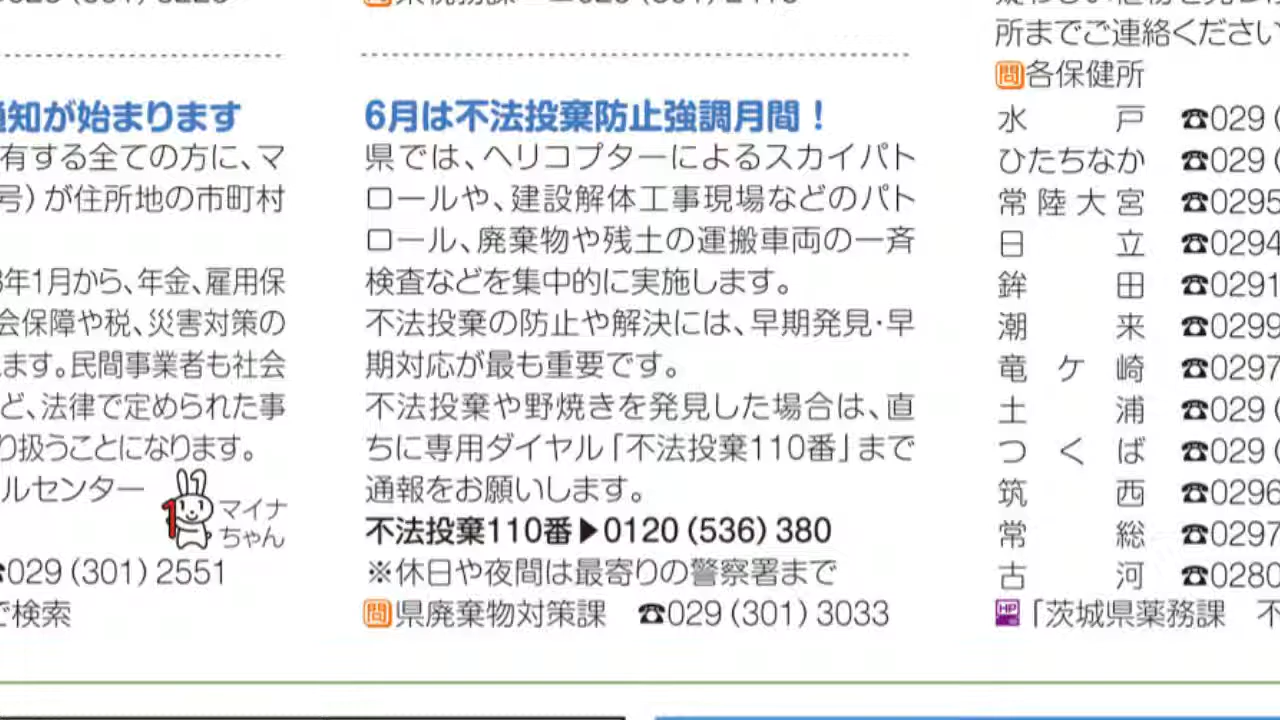 通知が始まります
有する全ての方に、マ
号）が住所地の市町村
年1月から、年金、雇用保
会保障や税、災害対策の
ます。民間事業者も社会
ど、法律で定められた事
り扱うことになります。
ルセンター
マイナ
ちゃん
☎029（301）2551
で検索
6月は不法投棄防止強調月間！
県では、ヘリコプターによるスカイパト
ロールや、建設解体工事現場などのパト
ロール、廃棄物や残土の運搬車両の一斉
検査などを集中的に実施します。
不法投棄の防止や解決には、早期発見・早
期対応が最も重要です。
不法投棄や野焼きを発見した場合は、直
ちに専用ダイヤル「不法投棄110番」まで
通報をお願いします。
不法投棄110番▶0120（536）380
※休日や夜間は最寄りの警察署まで
問県廃棄物対策課　☎029（301）3033
所までご連絡ください
問各保健所
水戸　☎029（
ひたちなか　☎029（
常陸大宮　☎0295
日立　☎0294
鉾田　☎0291
潮来　☎0299
竜ケ崎　☎0297
土浦　☎029（
つくば　☎029（
筑西　☎0296
常総　☎0297
古河　☎0280
HP「茨城県薬務課　不